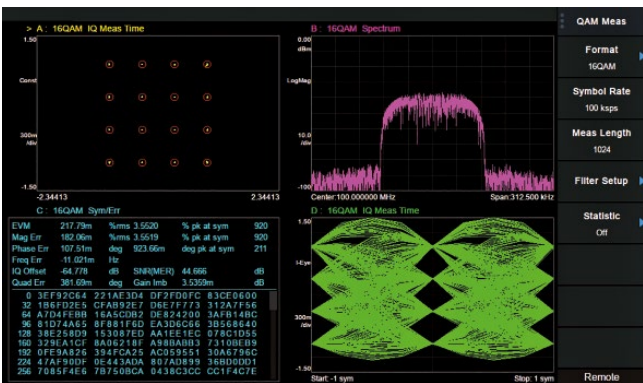 > A: 16QAM IQ Meas Time
1.50
Const
300m
/div
-1.50
-2.34413 2.34413
B: 16QAM Spectrum
0.00
dBm
LogMag
10.0
/div
-100
Center:100.000000 MHz Span:312.500 kHz
C: 16QAM Sym/Err
EVM 217.79m %rms 3.5520 % pk at sym 920
Mag Err 182.06m %rms 3.5519 % pk at sym 920
Phase Err 107.51m deg 923.66m deg pk at sym 211
Freq Err -11.021m Hz
IQ Offset -64.778 dB SNR(MER) 44.666 dB
Quad Err 381.69m deg Gain Imb 3.5359m dB
0 3EF92C64 221AE3D4 DF2FD0FC 83CE0600
32 1B6FD2E5 CFAB92E7 D6E7F773 312A7F56
64 A7D4FEBB 16A5CDB2 DE824200 3AFB14BC
96 81D74A65 8F881F6D EA3D6C66 3B568640
128 38E258D9 153087ED AA1EE1EC 078C1D55
160 329EA1CF 8A06218F A98BABB3 7310BEB9
192 0FE9A826 394FCA25 AC059551 30A6796C
224 47AF90DF 0E443ADA 807AD899 36BD0DD1
256 7085F4E6 7B750BCA 0438C3CC CC1F4C7E
D: 16QAM IQ Meas Time
1.50
I-Eye
300m
/div
-1.50
Start:-1 sym Stop: 1 sym
QAM Meas
Format
16QAM
Symbol Rate
100 ksps
Meas Length
1024
Filter Setup
Statistic
Off
Remote